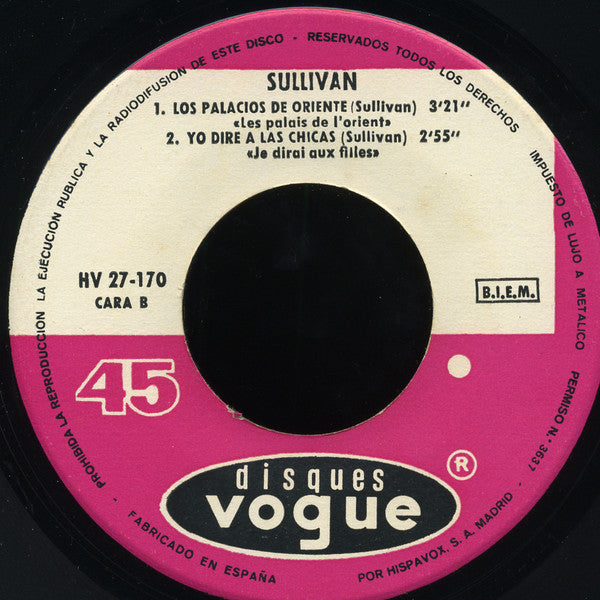 SULLIVAN
1. LOS PALACIOS DE ORIENTE (Sullivan) 3'21"
«Les palais de l'orient»
2. YO DIRE A LAS CHICAS (Sullivan) 2'55"
«Je dirai aux filles»
HV 27-170
CARA B
B.I.E.M.
45
disques
vogue
®
PROHIBIDA LA REPRODUCCION LA EJECUCIÓN PUBLICA Y LA RADIODIFUSION DE ESTE DISCO - RESERVADOS TODOS LOS DERECHOS
IMPUESTO DE LUJO A METALICO PERMISO N.º 3637
- FABRICADO EN ESPAÑA
POR HISPAVOX, S. A. MADRID -